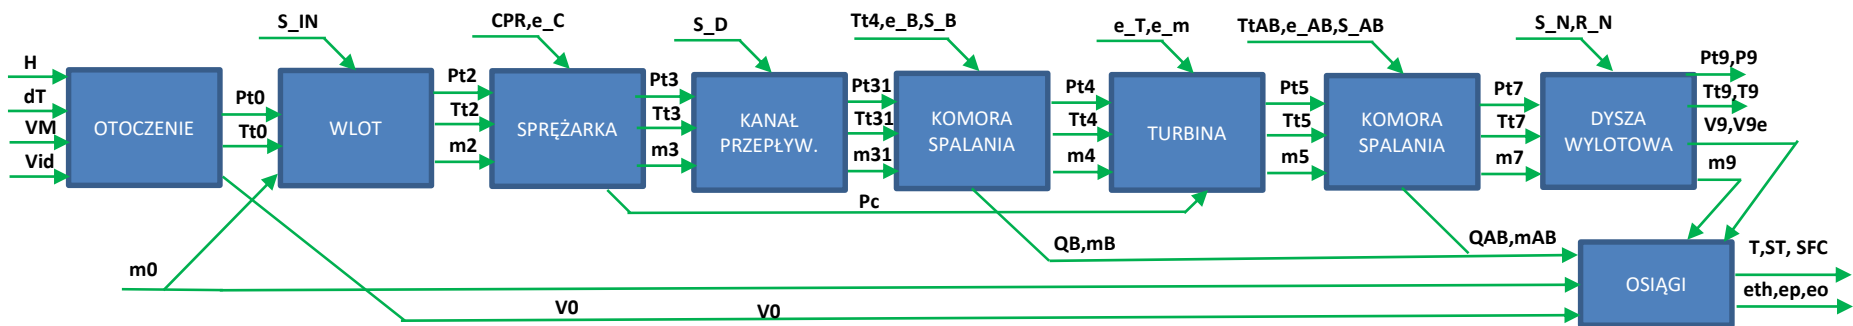 S_IN
CPR,e_C
S_D
Tt4,e_B,S_B
e_T,e_m
TtAB,e_AB,S_AB
S_N,R_N
H
dT
VM
Vid
OTOCZENIE
Pt0
Tt0
WLOT
Pt2
Tt2
m2
SPRĘŻARKA
Pt3
Tt3
m3
KANAŁ
PRZEPŁYW.
Pt31
Tt31
m31
KOMORA
SPALANIA
Pt4
Tt4
m4
TURBINA
Pt5
Tt5
m5
KOMORA
SPALANIA
Pt7
Tt7
m7
DYSZA
WYLOTOWA
Pt9,P9
Tt9,T9
V9,V9e
m9
Pc
QB,mB
QAB,mAB
m0
V0
V0
OSIĄGI
T,ST, SFC
eth,ep,eo